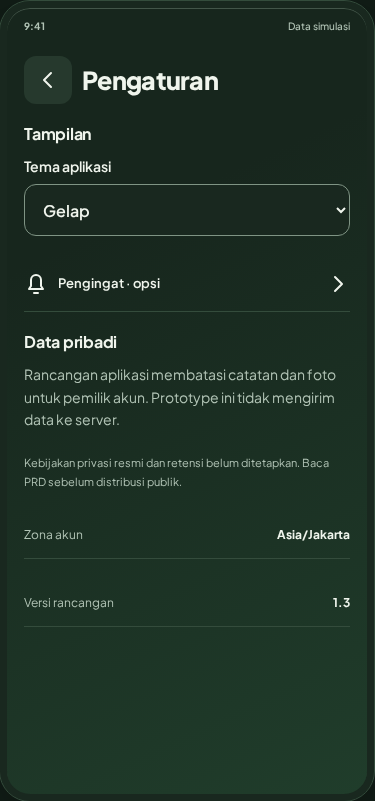 9:41
Data simulasi
Pengaturan
Tampilan
Tema aplikasi
Gelap
Pengingat · opsi
Data pribadi
Rancangan aplikasi membatasi catatan dan foto
untuk pemilik akun. Prototype ini tidak mengirim
data ke server.
Kebijakan privasi resmi dan retensi belum ditetapkan. Baca
PRD sebelum distribusi publik.
Zona akun
Asia/Jakarta
Versi rancangan
1.3